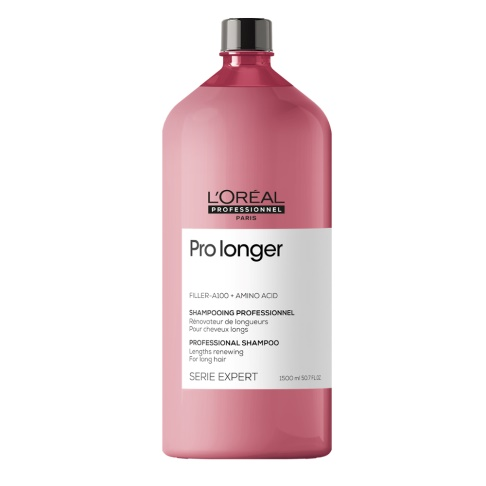 L'ORÉAL
PROFESSIONNEL
PARIS
Pro longer
FILLER-A100 + AMINO ACID
SHAMPOOING PROFESSIONNEL
Rénovateur de longueurs
Pour cheveux longs
PROFESSIONAL SHAMPOO
Lengths renewing
For long hair
SERIE EXPERT
1500 ml 50.7 FL.OZ